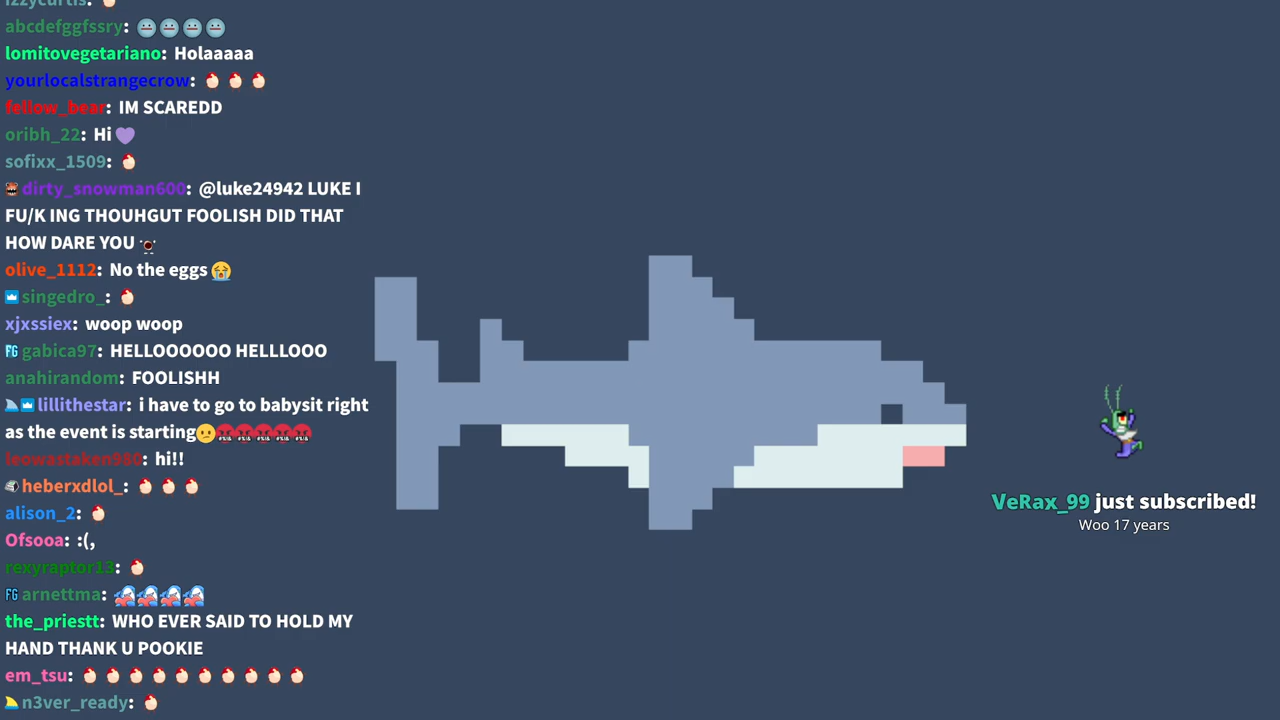 izzycurtis:
abcdefggfssry:
lomitovegetariano: Holaaaaa
yourlocalstrangecrow:
fellow_bear: IM SCAREDD
oribh_22: Hi
sofixx_1509:
dirty_snowman600: @luke24942 LUKE I
FU/K ING THOUHGUT FOOLISH DID THAT
HOW DARE YOU
olive_1112: No the eggs
singedro_:
xjxssiex: woop woop
FG gabica97: HELLOOOOOO HELLLOOO
anahirandom: FOOLISHH
lillithestar: i have to go to babysit right
as the event is starting
leowastaken980: hi!!
heberxdlol_:
alison_2:
Ofsooa: :(,
rexyraptor13:
FG arnettma:
the_priestt: WHO EVER SAID TO HOLD MY
HAND THANK U POOKIE
em_tsu:
n3ver_ready:
VeRax_99 just subscribed!
Woo 17 years